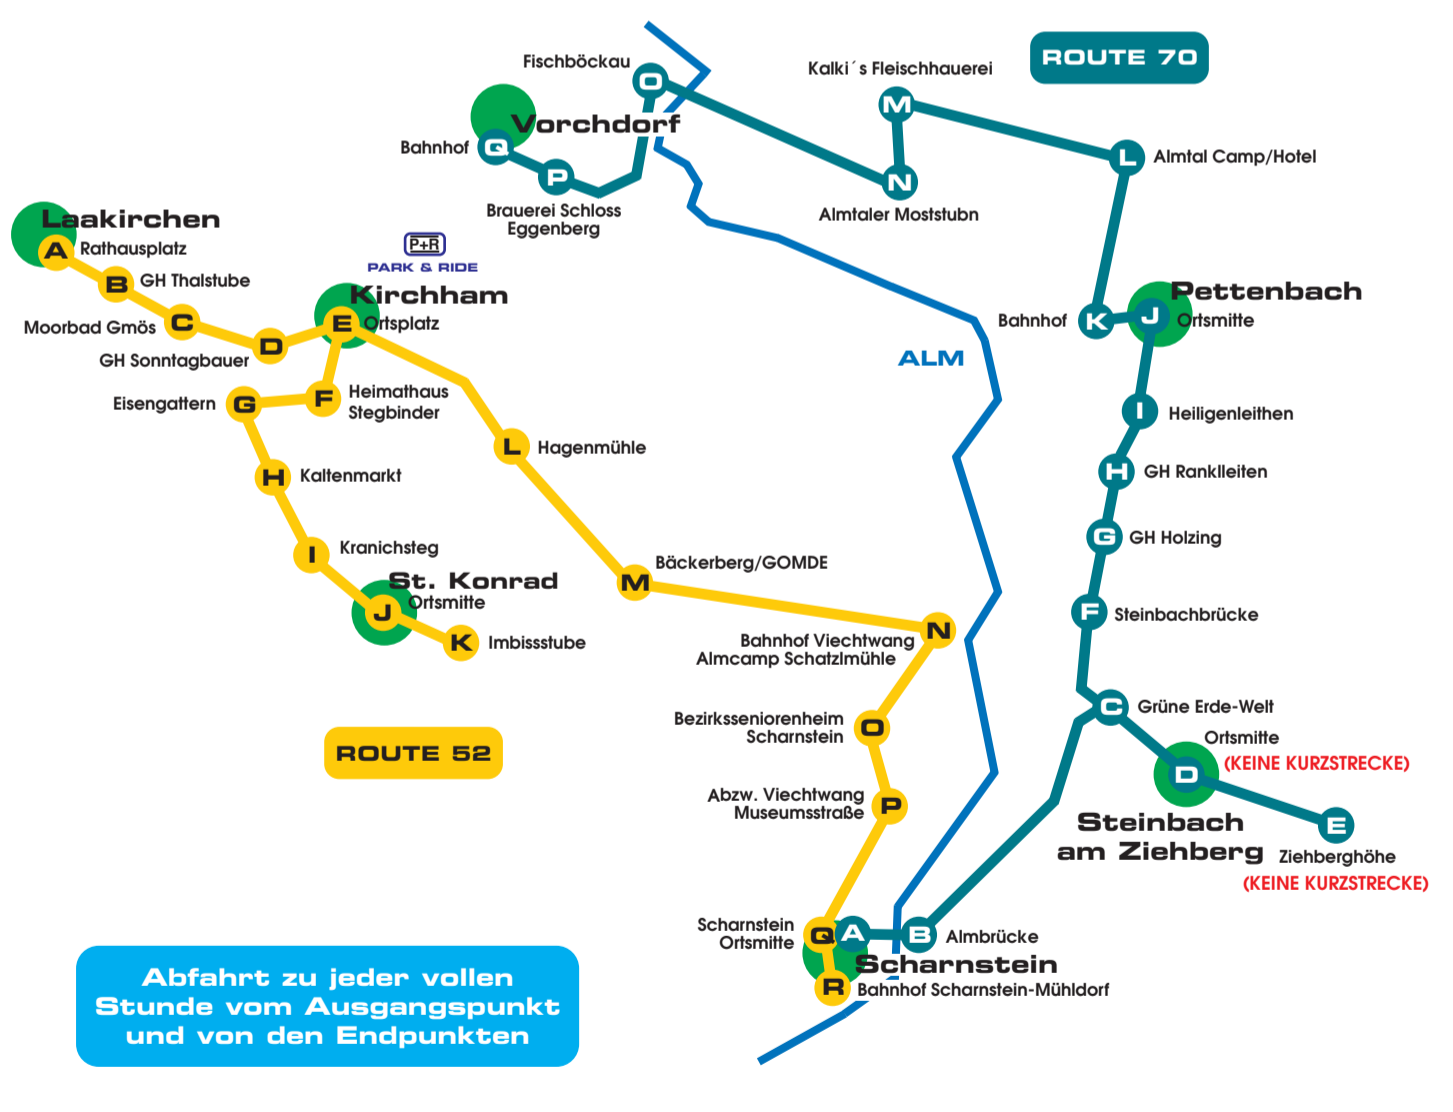 ROUTE 70
Fischböckau
O
Kalki´s Fleischhauerei
M
Vorchdorf
Bahnhof
Q
P
Brauerei Schloss
Eggenberg
L
Almtal Camp/Hotel
N
Almtaler Moststubn
Laakirchen
A
Rathausplatz
B
GH Thalstube
Moorbad Gmös
C
GH Sonntagbauer
D
P+R
PARK & RIDE
Kirchham
E
Ortsplatz
Eisengattern
G
F
Heimathaus
Stegbinder
H
Kaltenmarkt
I
Kranichsteg
St. Konrad
Ortsmitte
J
K
Imbissstube
L
Hagenmühle
M
Bäckerberg/GOMDE
N
Bahnhof Viechtwang
Almcamp Schatzlmühle
Bezirksseniorenheim
Scharnstein
O
Abzw. Viechtwang
Museumsstraße
P
ALM
Pettenbach
Bahnhof
K
J
Ortsmitte
I
Heiligenleithen
H
GH Ranklleiten
G
GH Holzing
F
Steinbachbrücke
C
Grüne Erde-Welt
Ortsmitte
(KEINE KURZSTRECKE)
D
Steinbach
am Ziehberg
E
Ziehberghöhe
(KEINE KURZSTRECKE)
Scharnstein
Ortsmitte
Q
A
B
Almbrücke
Scharnstein
R
Bahnhof Scharnstein-Mühldorf
ROUTE 52
Abfahrt zu jeder vollen
Stunde vom Ausgangspunkt
und von den Endpunkten